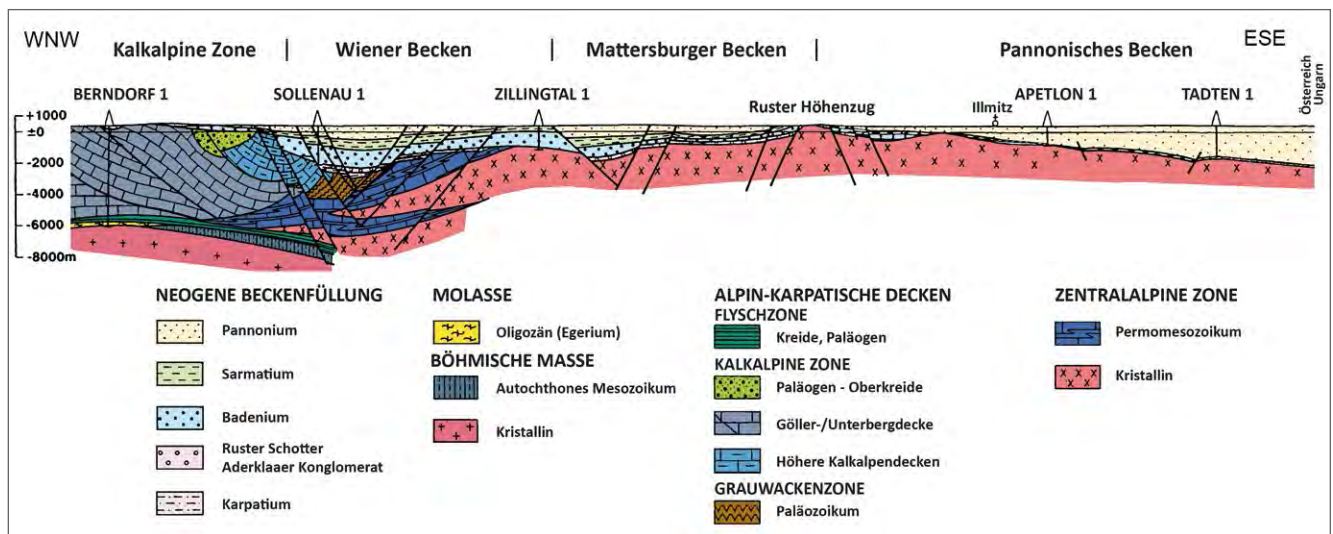 WNW
ESE
Kalkalpine Zone | Wiener Becken | Mattersburger Becken | Pannonisches Becken
BERNDORF 1
SOLLENAU 1
ZILLINGTAL 1
Ruster Höhenzug
Illmitz
APETLON 1
TADTEN 1
Österreich
Ungarn
+1000
±0
-2000
-4000
-6000
-8000m
NEOGENE BECKENFÜLLUNG
Pannonium
Sarmatium
Badenium
Ruster Schotter
Aderklaaer Konglomerat
Karpatium
MOLASSE
Oligozän (Egerium)
BÖHMISCHE MASSE
Autochthones Mesozoikum
Kristallin
ALPIN-KARPATISCHE DECKEN
FLYSCHZONE
Kreide, Paläogen
KALKALPINE ZONE
Paläogen - Oberkreide
Göller-/Unterbergdecke
Höhere Kalkalpendecken
GRAUWACKENZONE
Paläozoikum
ZENTRALALPINE ZONE
Permomesozoikum
Kristallin